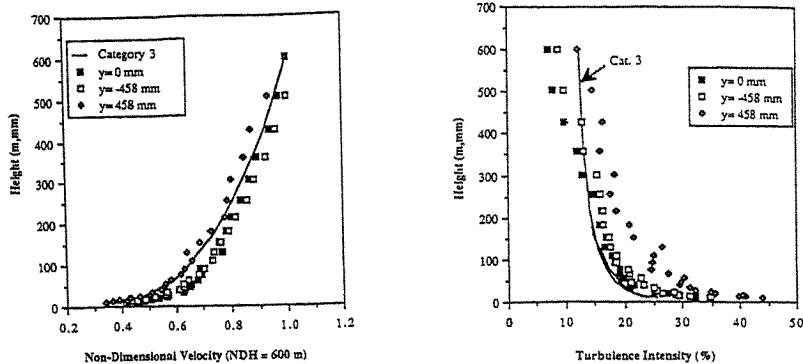 700
600
500
400
300
200
100
0
Height (m,mm)
Category 3
y= 0 mm
y= -458 mm
y= 458 mm
0.2 0.4 0.6 0.8 1.0 1.2
Non-Dimensional Velocity (NDH = 600 m)
700
600
500
400
300
200
100
0
Height (m,mm)
Cat. 3
y= 0 mm
y= -458 mm
y= 458 mm
0 10 20 30 40 50
Turbulence Intensity (%)